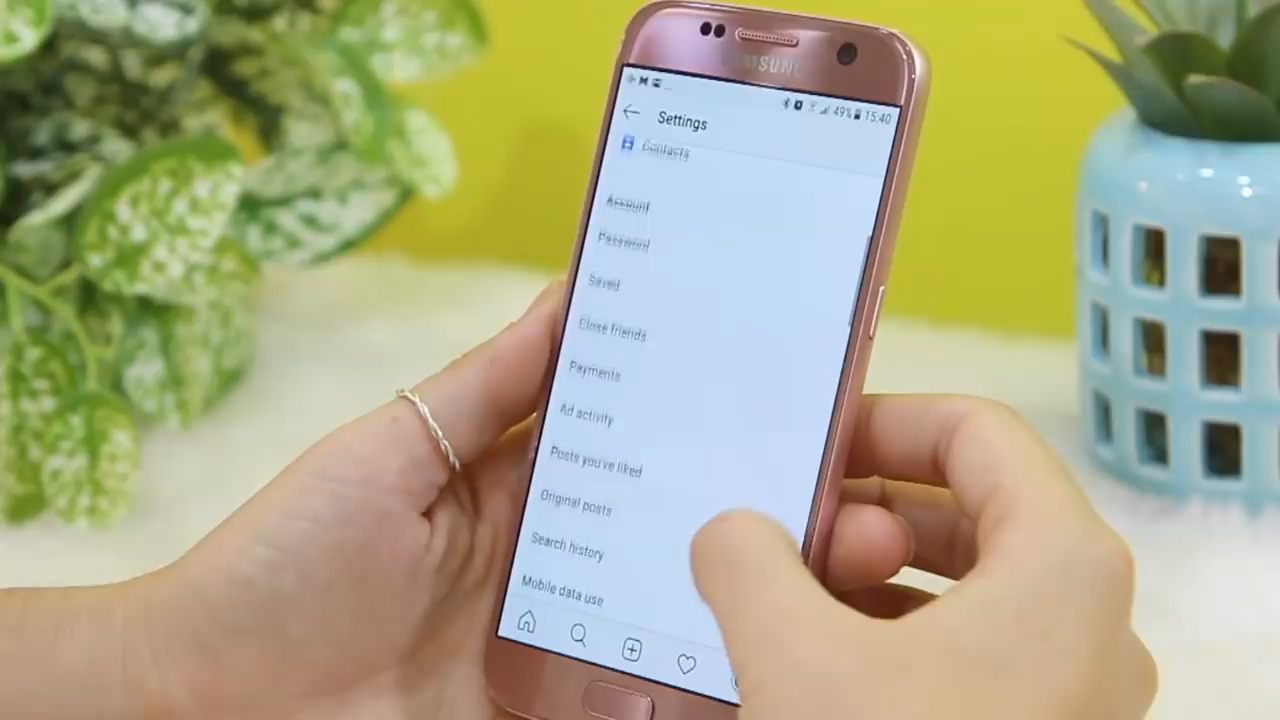 SAMSUNG
49% 15:40
Settings
Contacts
Account
Password
Saved
Close friends
Payments
Ad activity
Posts you've liked
Original posts
Search history
Mobile data use